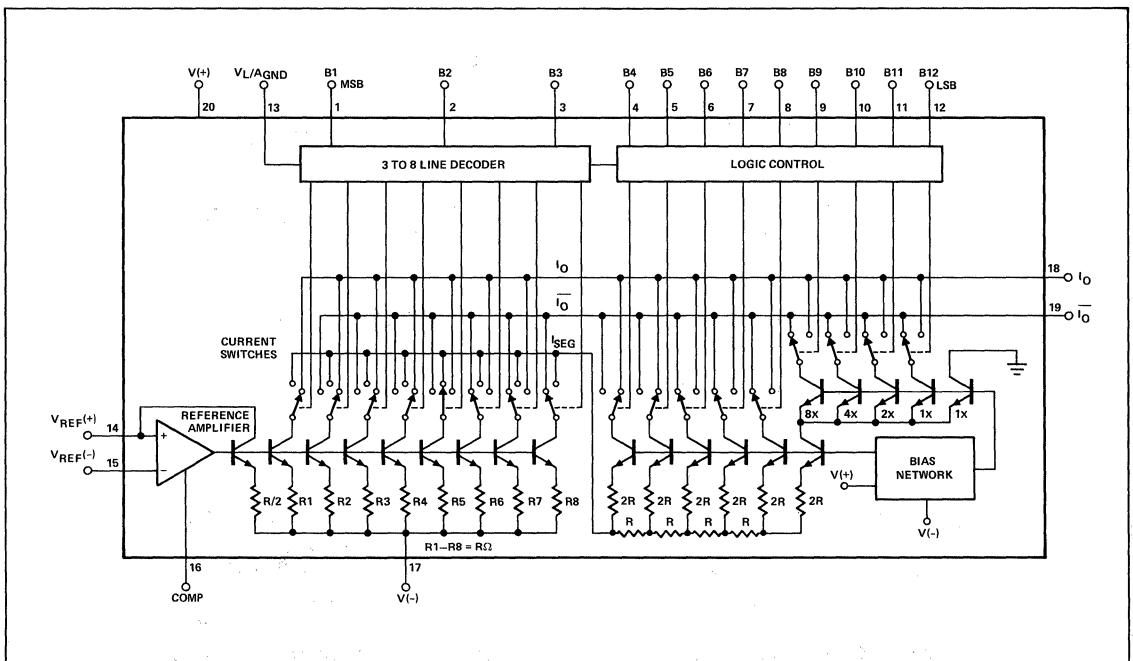 V(+)
VL/AGND
B1
MSB
B2
B3
B4
B5
B6
B7
B8
B9
B10
B11
B12
LSB
20
13
1
2
3
4
5
6
7
8
9
10
11
12
3 TO 8 LINE DECODER
LOGIC CONTROL
IO
18
IO
IO
19
IO
CURRENT
SWITCHES
ISEG
VREF(+)
14
REFERENCE
AMPLIFIER
+
VREF(−)
15
−
8x
4x
2x
1x
1x
BIAS
NETWORK
V(+)
V(−)
R/2
R1
R2
R3
R4
R5
R6
R7
R8
2R
2R
2R
2R
2R
2R
R
R
R
R
R1–R8 = RΩ
16
COMP
17
V(−)